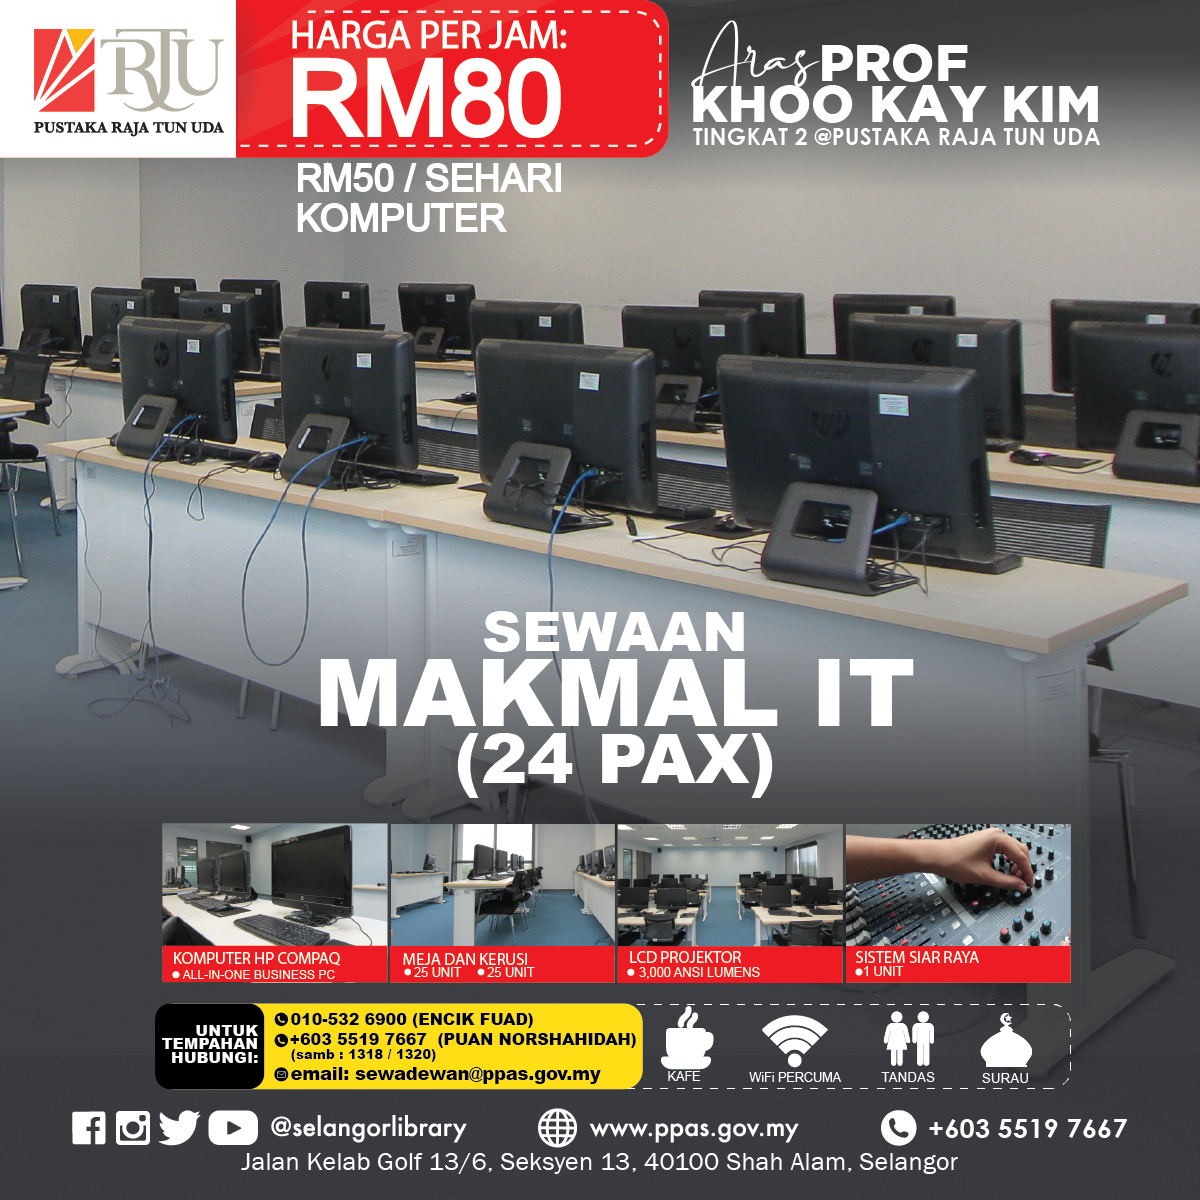 RTU
PUSTAKA RAJA TUN UDA
HARGA PER JAM:
RM80
RM50 / SEHARI
KOMPUTER
Aras PROF
KHOO KAY KIM
TINGKAT 2 @PUSTAKA RAJA TUN UDA
SEWAAN
MAKMAL IT
(24 PAX)
KOMPUTER HP COMPAQ
• ALL-IN-ONE BUSINESS PC
MEJA DAN KERUSI
• 25 UNIT • 25 UNIT
LCD PROJEKTOR
• 3,000 ANSI LUMENS
SISTEM SIAR RAYA
• 1 UNIT
UNTUK
TEMPAHAN
HUBUNGI:
010-532 6900 (ENCIK FUAD)
+603 5519 7667 (PUAN NORSHAHIDAH)
(samb : 1318 / 1320)
email: sewadewan@ppas.gov.my
KAFE
WiFi PERCUMA
TANDAS
SURAU
@selangorlibrary
www.ppas.gov.my
+603 5519 7667
Jalan Kelab Golf 13/6, Seksyen 13, 40100 Shah Alam, Selangor